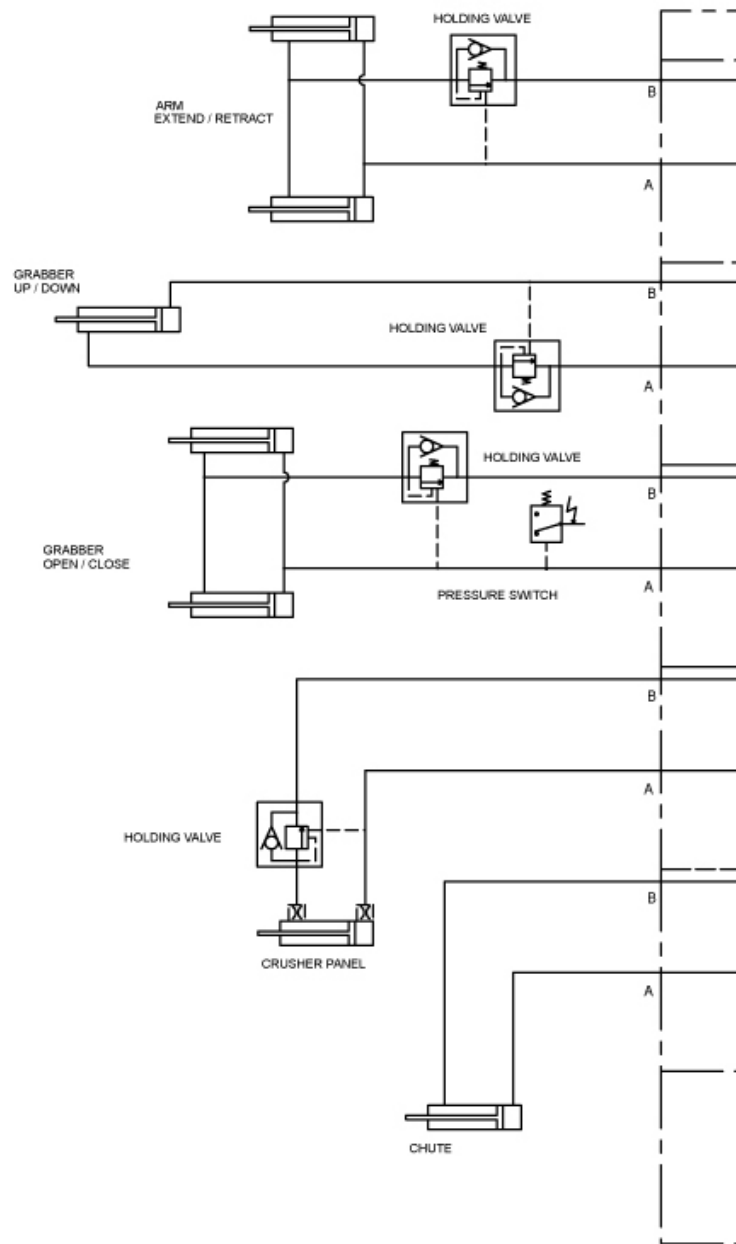 HOLDING VALVE
B
ARM
EXTEND / RETRACT
A
GRABBER
UP / DOWN
B
HOLDING VALVE
A
HOLDING VALVE
B
GRABBER
OPEN / CLOSE
A
PRESSURE SWITCH
B
A
HOLDING VALVE
B
CRUSHER PANEL
A
CHUTE